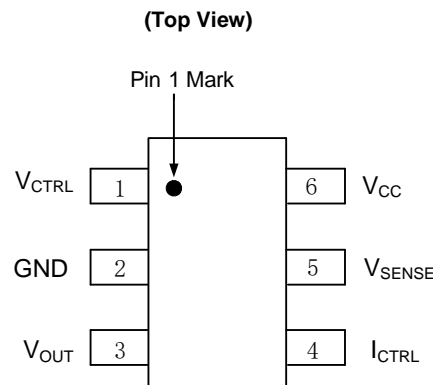 (Top View)
Pin 1 Mark
VCTRL 1 6 VCC
GND 2 5 VSENSE
VOUT 3 4 ICTRL